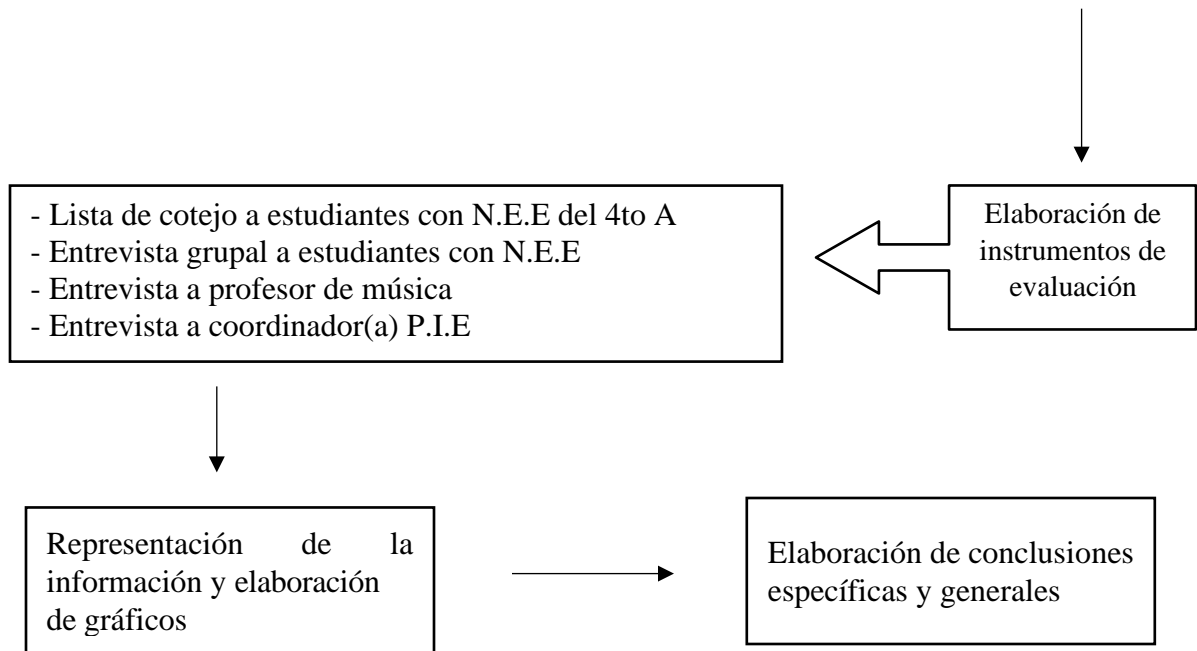 - Lista de cotejo a estudiantes con N.E.E del 4to A
- Entrevista grupal a estudiantes con N.E.E
- Entrevista a profesor de música
- Entrevista a coordinador(a) P.I.E
Elaboración de
instrumentos de
evaluación
Representación de la
información y elaboración
de gráficos
Elaboración de conclusiones
específicas y generales